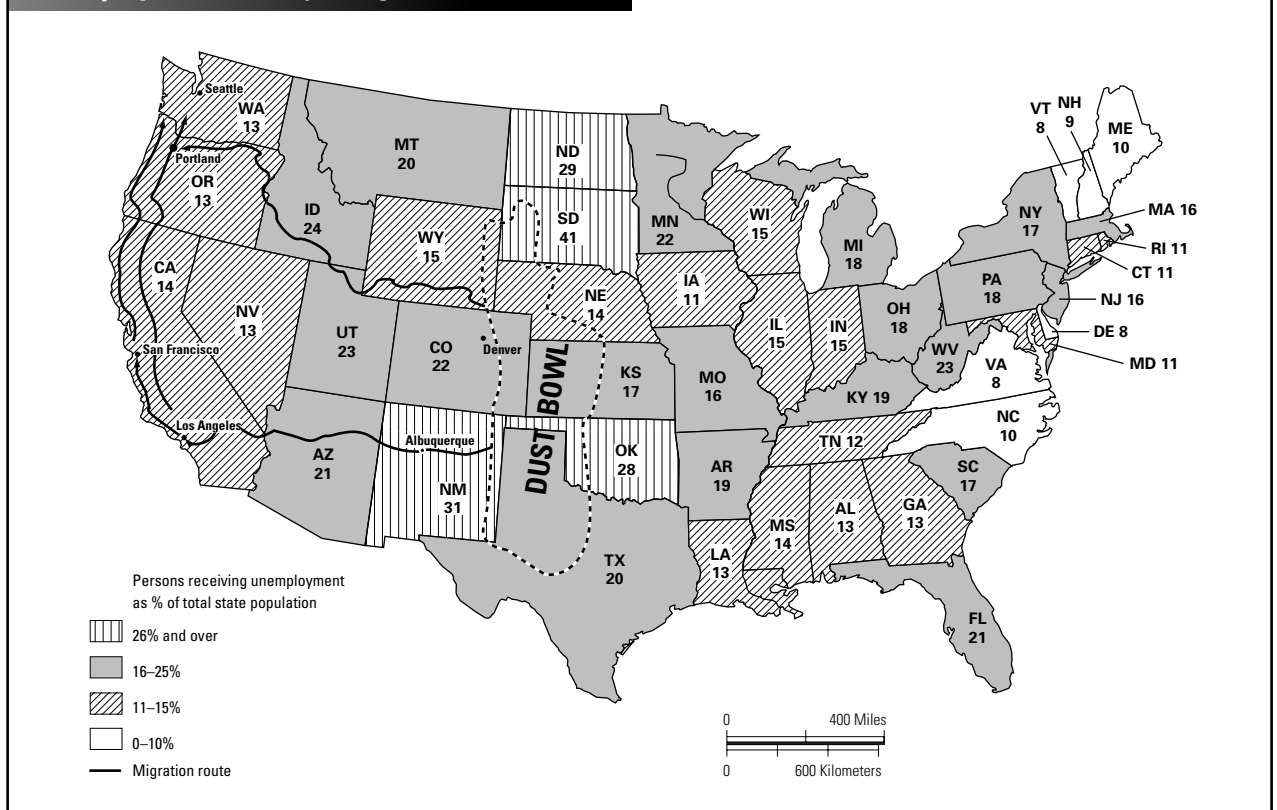 Seattle
WA
13
Portland
OR
13
MT
20
ID
24
WY
15
ND
29
SD
41
NE
14
MN
22
WI
15
MI
18
IA
11
VT
8
NH
9
ME
10
NY
17
MA 16
RI 11
CT 11
PA
18
NJ 16
DE 8
MD 11
CA
14
NV
13
UT
23
CO
22
Denver
KS
17
MO
16
IL
15
IN
15
OH
18
WV
23
VA
8
KY 19
NC
10
TN 12
SC
17
San Francisco
Los Angeles
AZ
21
Albuquerque
NM
31
DUST BOWL
OK
28
AR
19
TX
20
LA
13
MS
14
AL
13
GA
13
FL
21
Persons receiving unemployment
as % of total state population
26% and over
16–25%
11–15%
0–10%
Migration route
0 400 Miles
0 600 Kilometers